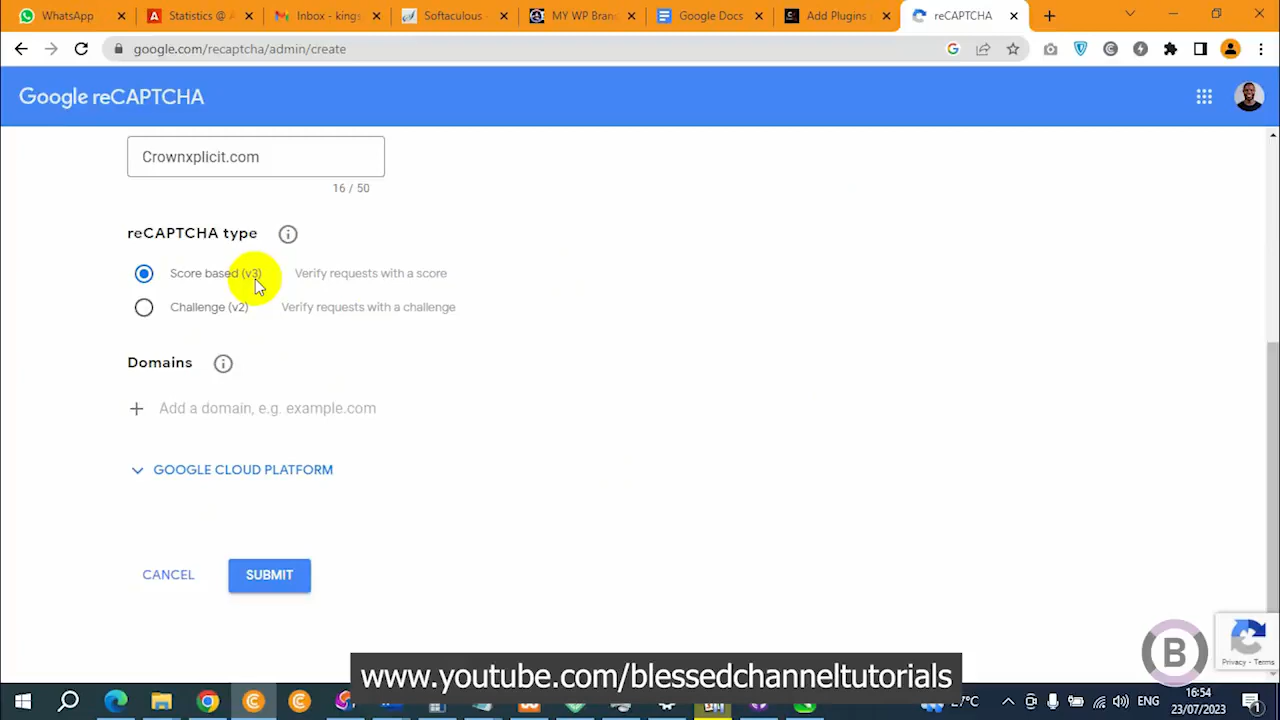 WhatsApp
Statistics @ A
Inbox - kings
Softaculous -
MY WP Bran
Google Docs
Add Plugins
reCAPTCHA
google.com/recaptcha/admin/create
Google reCAPTCHA
Crownxplicit.com
16 / 50
reCAPTCHA type
Score based (v3) Verify requests with a score
Challenge (v2) Verify requests with a challenge
Domains
Add a domain, e.g. example.com
GOOGLE CLOUD PLATFORM
CANCEL
SUBMIT
B
Privacy - Terms
www.youtube.com/blessedchanneltutorials
ENG
16:54
23/07/2023